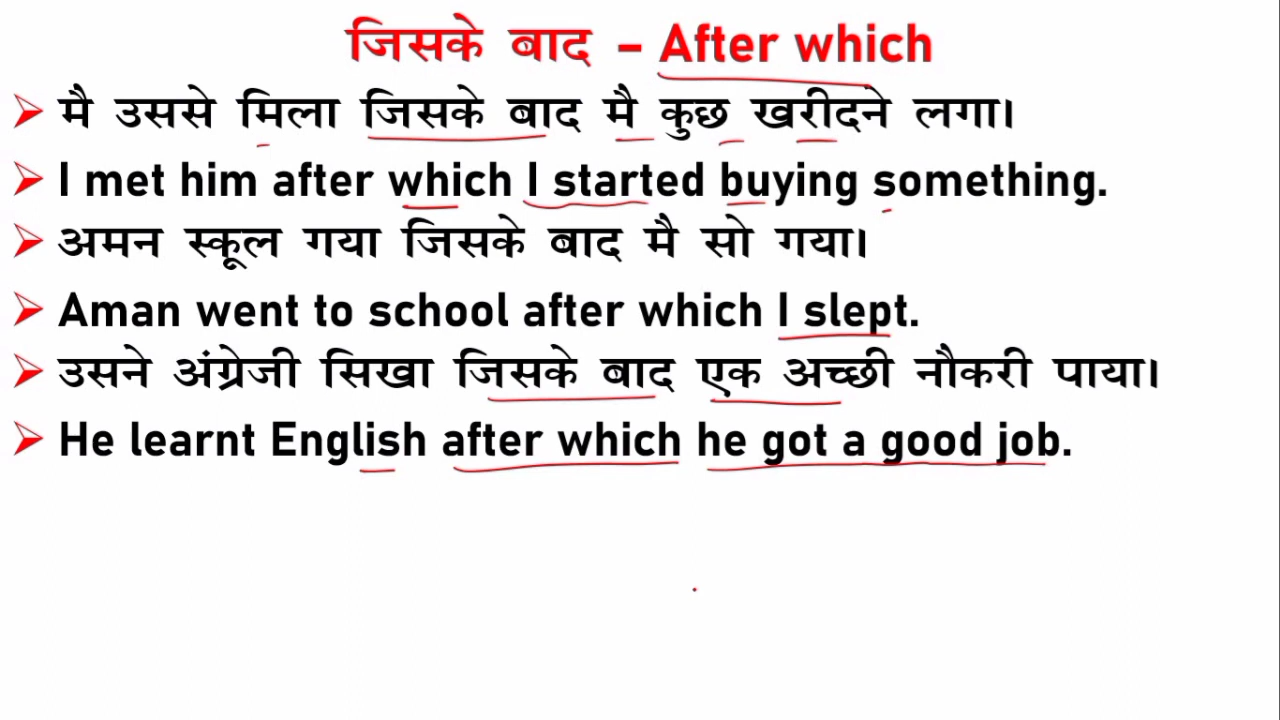 जिसके बाद – After which
➢ मै उससे मिला जिसके बाद मै कुछ खरीदने लगा।
➢ I met him after which I started buying something.
➢ अमन स्कूल गया जिसके बाद मै सो गया।
➢ Aman went to school after which I slept.
➢ उसने अंग्रेजी सिखा जिसके बाद एक अच्छी नौकरी पाया।
➢ He learnt English after which he got a good job.